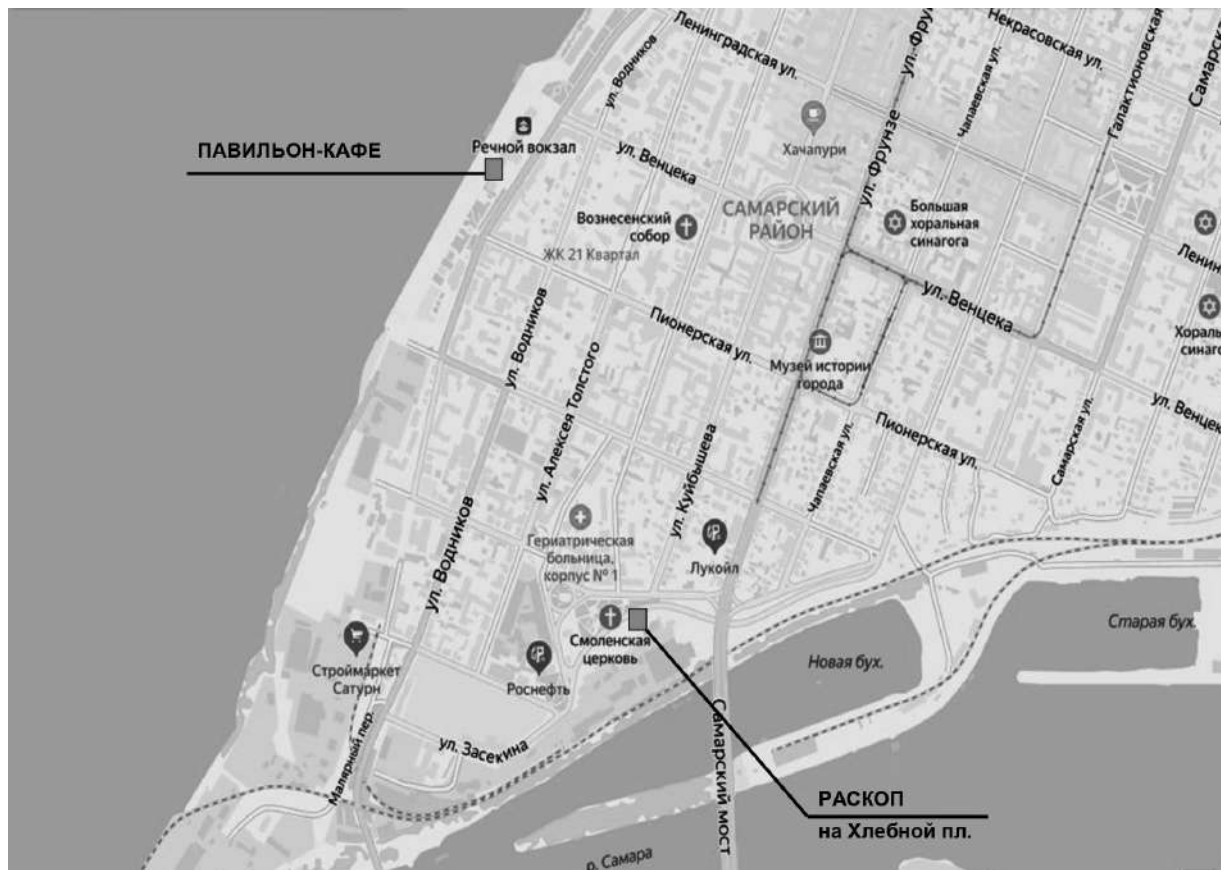 Ленинградская ул.
ул. Водников
ул. Фрунзе
Некрасовская ул.
Чапаевская ул.
Галактионовская
Самарская
ул. Фрунзе
Хачапури
Речной вокзал
ПАВИЛЬОН-КАФЕ
ул. Венцека
Вознесенский
собор
САМАРСКИЙ
РАЙОН
Большая
хоральная
синагога
Ленин
ЖК 21 Квартал
ул. Венцека
Хораль
синаго
Пионерская ул.
ул. Водников
ул. Алексея Толстого
Музей истории
города
ул. Венцека
Пионерская ул.
Самарская ул.
Чапаевская ул.
ул. Куйбышева
ул. Водников
Гериатрическая
больница,
корпус № 1
Лукойл
Смоленская
церковь
Старая бух.
Новая бух.
Строймаркет
Сатурн
Роснефть
Малярный пер.
ул. Засекина
Самарский мост
РАСКОП
на Хлебной пл.
р. Самара